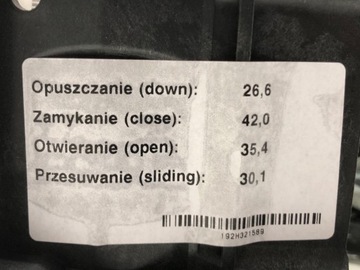 Opuszczanie (down): 26,6
Zamykanie (close): 42,0
Otwieranie (open): 35,4
Przesuwanie (sliding): 30,1
192H321589